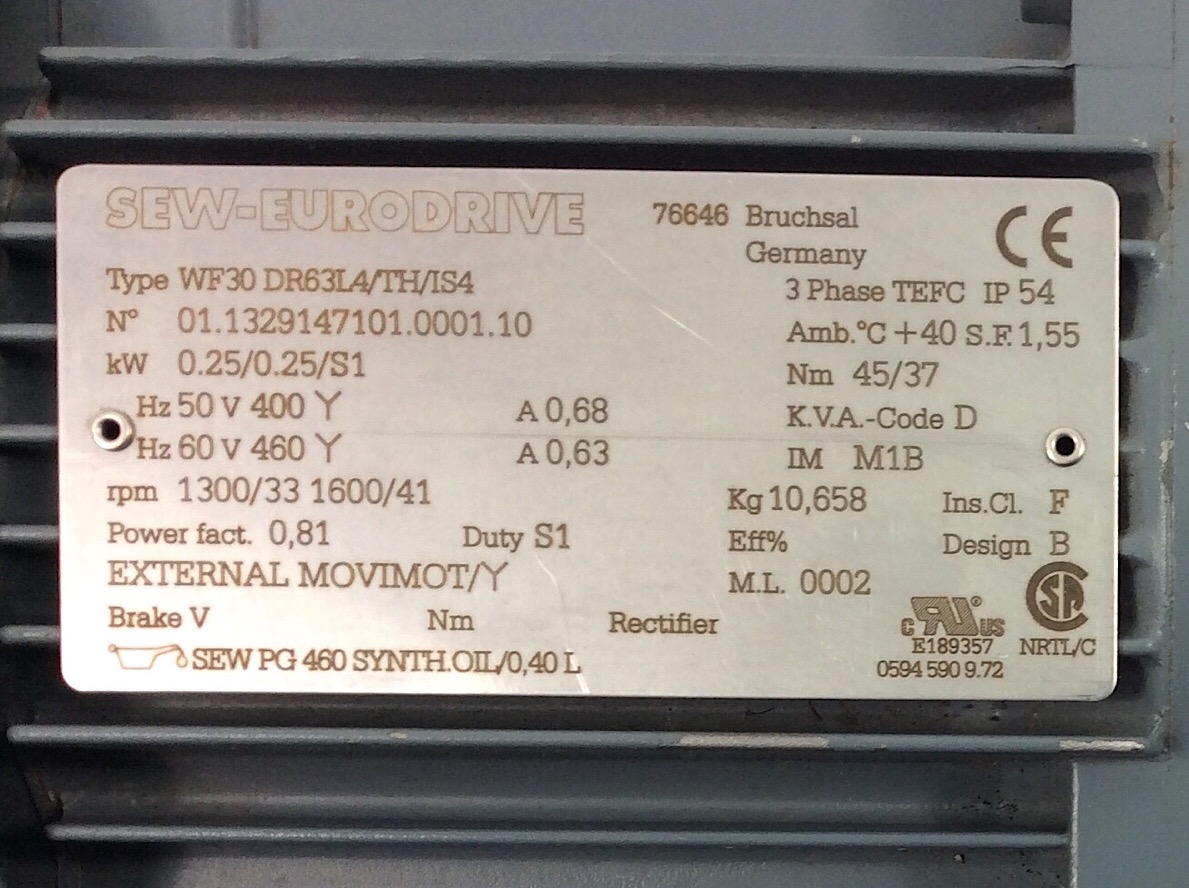 SEW-EURODRIVE 76646 Bruchsal
Germany
CE
Type WF30 DR63L4/TH/IS4 3 Phase TEFC IP 54
N° 01.1329147101.0001.10 Amb.°C +40 S.F. 1,55
kW 0.25/0.25/S1 Nm 45/37
Hz 50 V 400 Y A 0,68 K.V.A.-Code D
Hz 60 V 460 Y A 0,63 IM M1B
rpm 1300/33 1600/41 Kg 10,658 Ins.Cl. F
Power fact. 0,81 Duty S1 Eff% Design B
EXTERNAL MOVIMOT/Y M.L. 0002
Brake V Nm Rectifier
c RU ® US
SA
E189357 NRTL/C
SEW PG 460 SYNTH.OIL/0,40 L 0594 590 9.72